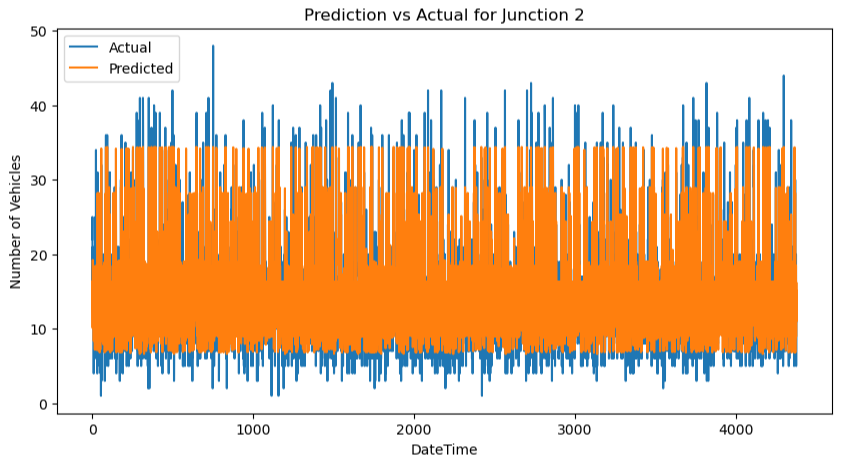 Prediction vs Actual for Junction 2
Actual
Predicted
Number of Vehicles
50
40
30
20
10
0
0 1000 2000 3000 4000
DateTime